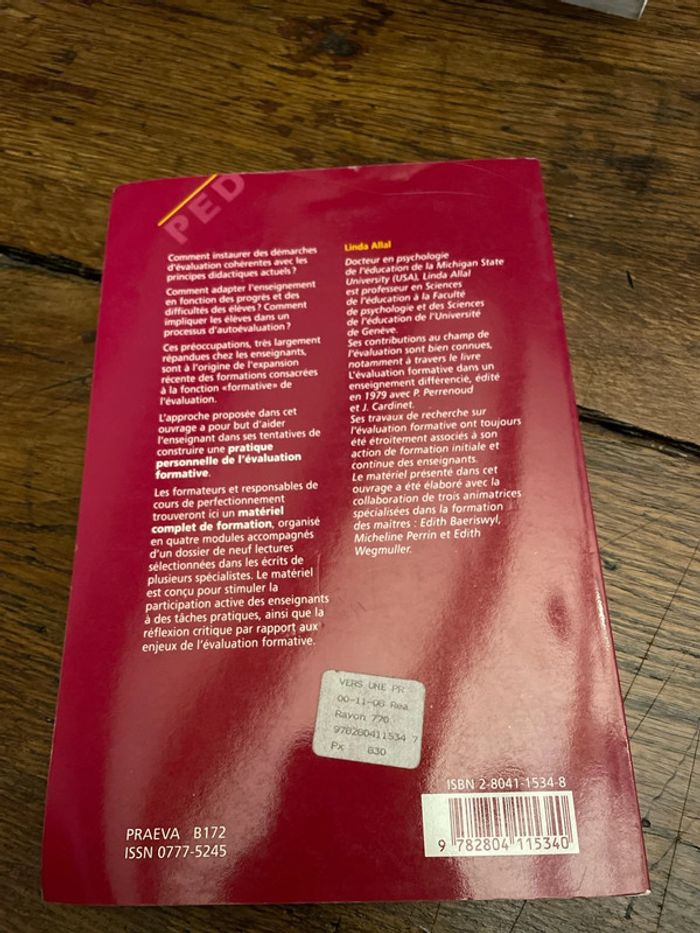 PED
Comment instaurer des démarches
d'évaluation cohérentes avec les
principes didactiques actuels ?
Comment adapter l'enseignement
en fonction des progrès et des
difficultés des élèves ? Comment
impliquer les élèves dans un
processus d'autoévaluation ?
Ces préoccupations, très largement
répandues chez les enseignants,
sont à l'origine de l'expansion
récente des formations consacrées
à la fonction «formative» de
l'évaluation.
L'approche proposée dans cet
ouvrage a pour but d'aider
l'enseignant dans ses tentatives de
construire une pratique
personnelle de l'évaluation
formative.
Les formateurs et responsables de
cours de perfectionnement
trouveront ici un matériel
complet de formation, organisé
en quatre modules accompagnés
d'un dossier de neuf lectures
sélectionnées dans les écrits de
plusieurs spécialistes. Le matériel
est conçu pour stimuler la
participation active des enseignants
à des tâches pratiques, ainsi que la
réflexion critique par rapport aux
enjeux de l'évaluation formative.
Linda Allal
Docteur en psychologie
de l'éducation de la Michigan State
University (USA), Linda Allal
est professeur en Sciences
de l'éducation à la Faculté
de psychologie et des Sciences
de l'éducation de l'Université
de Genève.
Ses contributions au champ de
l'évaluation sont bien connues,
notamment à travers le livre
L'évaluation formative dans un
enseignement différencié, édité
en 1979 avec P. Perrenoud
et J. Cardinet.
Ses travaux de recherche sur
l'évaluation formative ont toujours
été étroitement associés à son
action de formation initiale et
continue des enseignants.
Le matériel présenté dans cet
ouvrage a été élaboré avec la
collaboration de trois animatrices
spécialisées dans la formation
des maîtres : Edith Baeriswyl,
Micheline Perrin et Edith
Wegmuller.
VERS UNE PR
00-11-06 Rea
Rayon 770
978280411534 7
Px 830
PRAEVA B172
ISSN 0777-5245
ISBN 2-8041-1534-8
9 782804 115340